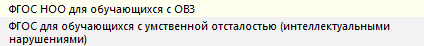 ФГОС НОО для обучающихся с ОВЗ
ФГОС для обучающихся с умственной отсталостью (интеллектуальными
нарушениями)